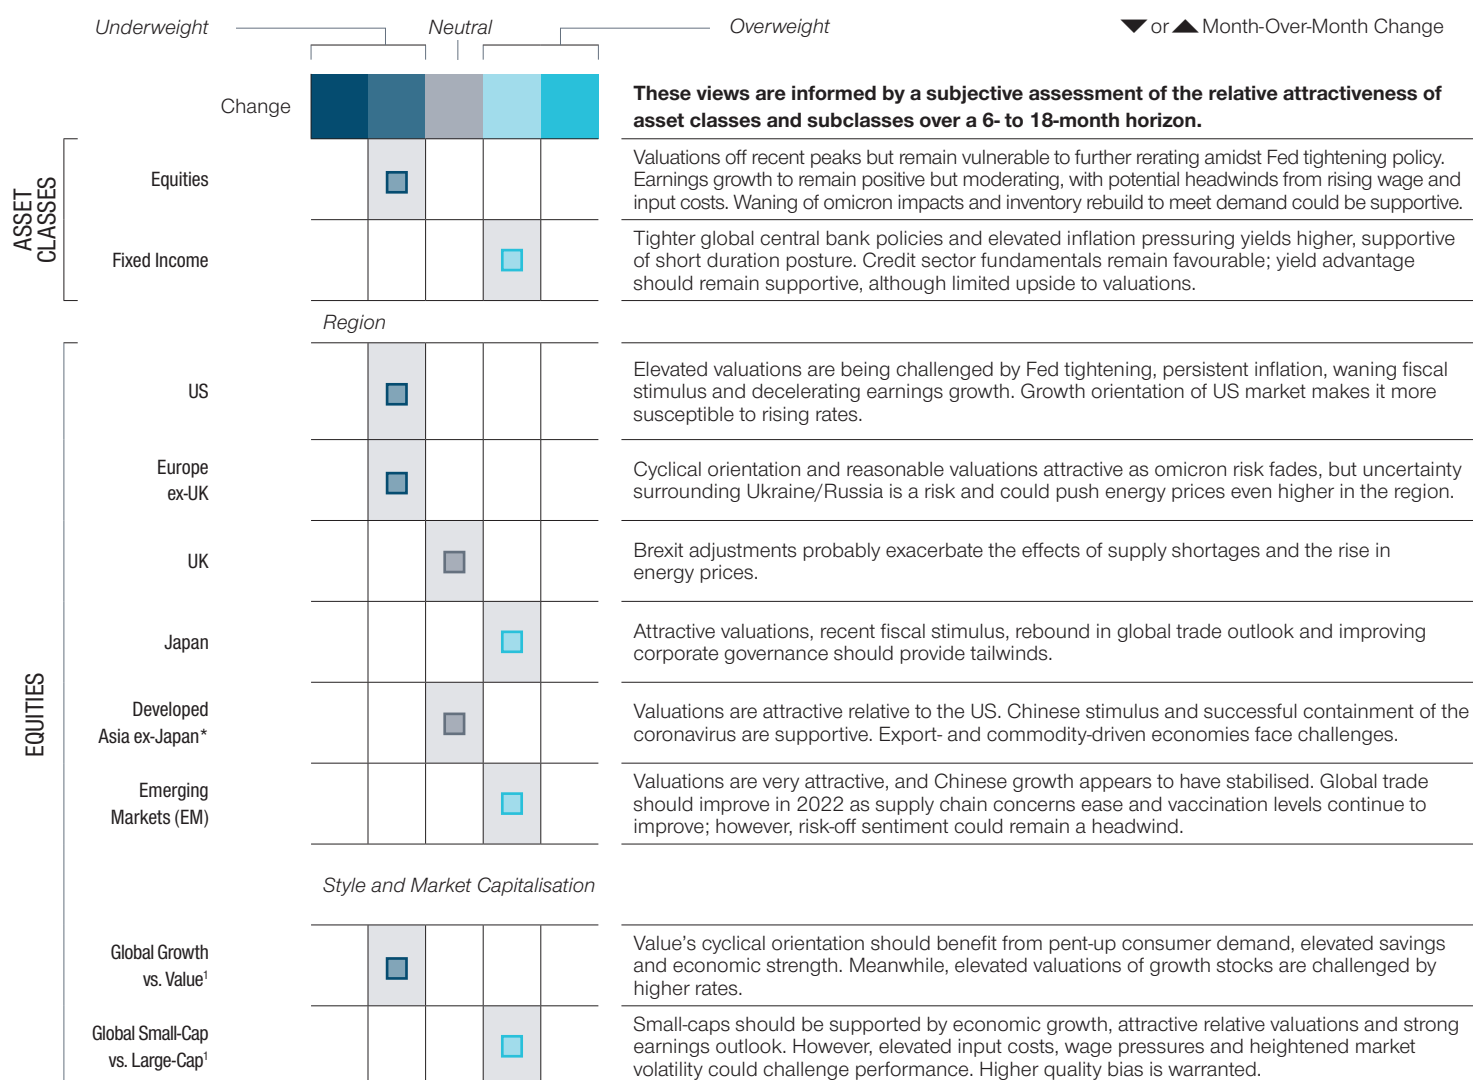 Underweight
Neutral
Overweight
▼ or ▲ Month-Over-Month Change
Change
These views are informed by a subjective assessment of the relative attractiveness of
asset classes and subclasses over a 6- to 18-month horizon.
ASSET
CLASSES
Equities
Valuations off recent peaks but remain vulnerable to further rerating amidst Fed tightening policy.
Earnings growth to remain positive but moderating, with potential headwinds from rising wage and
input costs. Waning of omicron impacts and inventory rebuild to meet demand could be supportive.
Fixed Income
Tighter global central bank policies and elevated inflation pressuring yields higher, supportive
of short duration posture. Credit sector fundamentals remain favourable; yield advantage
should remain supportive, although limited upside to valuations.
Region
EQUITIES
US
Elevated valuations are being challenged by Fed tightening, persistent inflation, waning fiscal
stimulus and decelerating earnings growth. Growth orientation of US market makes it more
susceptible to rising rates.
Europe
ex-UK
Cyclical orientation and reasonable valuations attractive as omicron risk fades, but uncertainty
surrounding Ukraine/Russia is a risk and could push energy prices even higher in the region.
UK
Brexit adjustments probably exacerbate the effects of supply shortages and the rise in
energy prices.
Japan
Attractive valuations, recent fiscal stimulus, rebound in global trade outlook and improving
corporate governance should provide tailwinds.
Developed
Asia ex-Japan*
Valuations are attractive relative to the US. Chinese stimulus and successful containment of the
coronavirus are supportive. Export- and commodity-driven economies face challenges.
Emerging
Markets (EM)
Valuations are very attractive, and Chinese growth appears to have stabilised. Global trade
should improve in 2022 as supply chain concerns ease and vaccination levels continue to
improve; however, risk-off sentiment could remain a headwind.
Style and Market Capitalisation
Global Growth
vs. Value¹
Value's cyclical orientation should benefit from pent-up consumer demand, elevated savings
and economic strength. Meanwhile, elevated valuations of growth stocks are challenged by
higher rates.
Global Small-Cap
vs. Large-Cap¹
Small-caps should be supported by economic growth, attractive relative valuations and strong
earnings outlook. However, elevated input costs, wage pressures and heightened market
volatility could challenge performance. Higher quality bias is warranted.